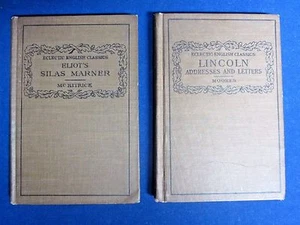 ECLECTIC ENGLISH CLASSICS
ELIOT'S
SILAS MARNER
MCKITRICK
ECLECTIC ENGLISH CLASSICS
LINCOLN
ADDRESSES AND LETTERS
MOORES